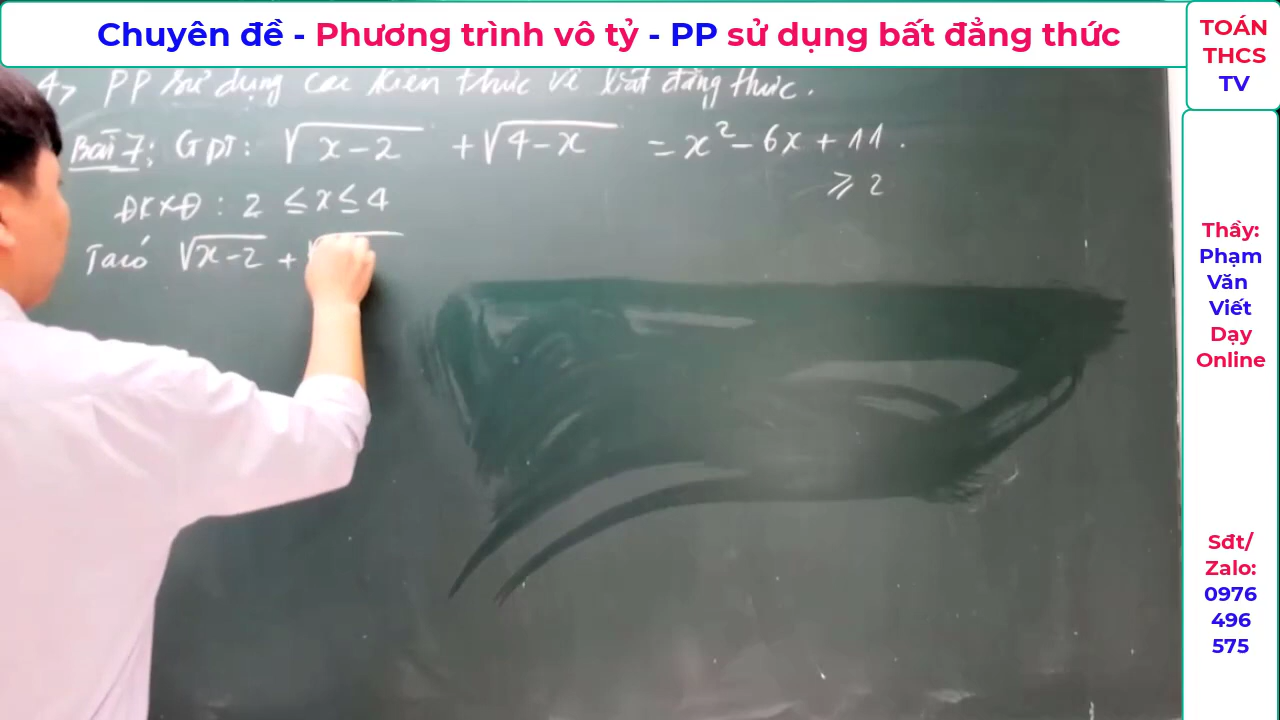 Chuyên đề - Phương trình vô tỷ - PP sử dụng bất đẳng thức
TOÁN
THCS
TV
4> PP sử dụng các kiến thức về bất đẳng thức.
Bài 7: GPT: √x-2 + √4-x = x²-6x+11.
⩾ 2
ĐKXĐ: 2 ≤ x ≤ 4
Ta có √x-2 + √
Thầy:
Phạm
Văn
Viết
Dạy
Online
Sđt/
Zalo:
0976
496
575